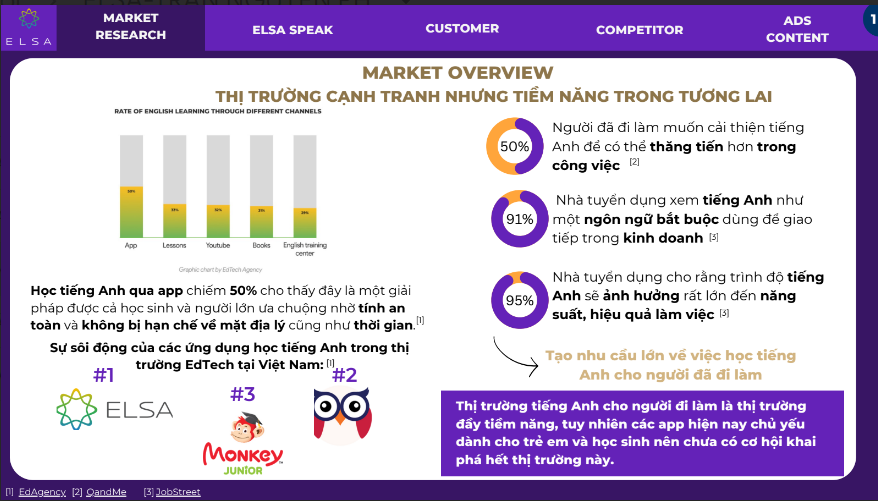 MARKET
RESEARCH
ELSA SPEAK
CUSTOMER
COMPETITOR
ADS
CONTENT
1
ELSA
MARKET OVERVIEW
THỊ TRƯỜNG CẠNH TRANH NHƯNG TIỀM NĂNG TRONG TƯƠNG LAI
RATE OF ENGLISH LEARNING THROUGH DIFFERENT CHANNELS
App
Lessons
Youtube
Books
English training
center
Graphic chart by EdTech Agency
Học tiếng Anh qua app chiếm 50% cho thấy đây là một giải
pháp được cả học sinh và người lớn ưa chuộng nhờ tính an
toàn và không bị hạn chế về mặt địa lý cũng như thời gian.[1]
Sự sôi động của các ứng dụng học tiếng Anh trong thị
trường EdTech tại Việt Nam: [1]
#1
ELSA
#3
Monkey
JUNIOR
#2
50%
Người đã đi làm muốn cải thiện tiếng
Anh để có thể thăng tiến hơn trong
công việc [2]
91%
Nhà tuyển dụng xem tiếng Anh như
một ngôn ngữ bắt buộc dùng để giao
tiếp trong kinh doanh [3]
95%
Nhà tuyển dụng cho rằng trình độ tiếng
Anh sẽ ảnh hưởng rất lớn đến năng
suất, hiệu quả làm việc [3]
Tạo nhu cầu lớn về việc học tiếng
Anh cho người đã đi làm
Thị trường tiếng Anh cho người đi làm là thị trường
đầy tiềm năng, tuy nhiên các app hiện nay chủ yếu
dành cho trẻ em và học sinh nên chưa có cơ hội khai
phá hết thị trường này.
[1] EdAgency [2] QandMe [3] JobStreet